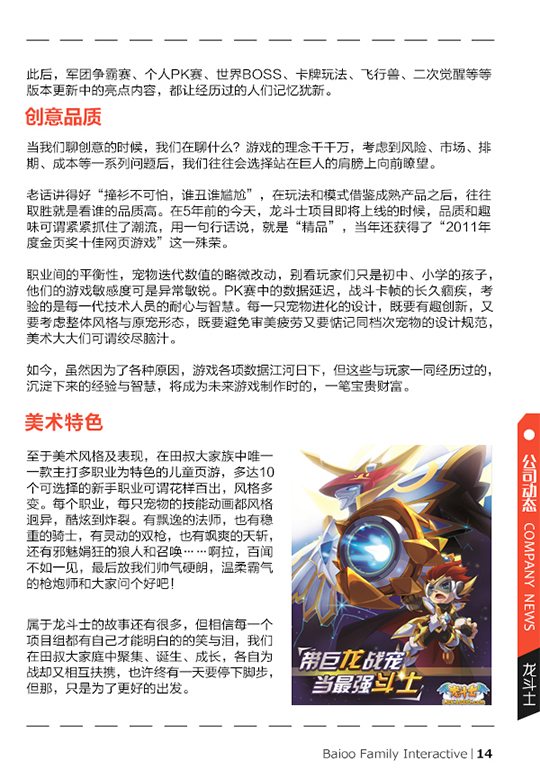 此后，军团争霸赛、个人PK赛、世界BOSS、卡牌玩法、飞行兽、二次觉醒等等
版本更新中的亮点内容，都让经历过的人们记忆犹新。
创意品质
当我们聊创意的时候，我们在聊什么？游戏的理念千千万，考虑到风险、市场、排
期、成本等一系列问题后，我们往往会选择站在巨人的肩膀上向前瞭望。
老话讲得好“撞衫不可怕，谁丑谁尴尬”，在玩法和模式借鉴成熟产品之后，往往
取胜就是看谁的品质高。在5年前的今天，龙斗士项目即将上线的时候，品质和趣
味可谓紧紧抓住了潮流，用一句行话说，就是“精品”，当年还获得了“2011年
度金页奖十佳网页游戏”这一殊荣。
职业间的平衡性，宠物迭代数值的略微改动，别看玩家们只是初中、小学的孩子，
他们的游戏敏感度可是异常敏锐。PK赛中的数据延迟，战斗卡帧的长久痼疾，考
验的是每一代技术人员的耐心与智慧。每一只宠物进化的设计，既要有趣创新，又
要考虑整体风格与原宠形态，既要避免审美疲劳又要惦记同档次宠物的设计规范，
美术大大们可谓绞尽脑汁。
如今，虽然因为了各种原因，游戏各项数据江河日下，但这些与玩家一同经历过的，
沉淀下来的经验与智慧，将成为未来游戏制作时的，一笔宝贵财富。
美术特色
至于美术风格及表现，在田叔大家族中唯一
一款主打多职业为特色的儿童页游，多达10
个可选择的新手职业可谓花样百出，风格多
变。每个职业，每只宠物的技能动画都风格
迥异，酷炫到炸裂。有飘逸的法师，也有稳
重的骑士，有灵动的双枪，也有飒爽的天斩，
还有邪魅娟狂的狼人和召唤……啊拉，百闻
不如一见，最后放我们帅气硬朗，温柔霸气
的枪炮师和大家问个好吧！
属于龙斗士的故事还有很多，但相信每一个
项目组都有自己才能明白的的笑与泪，我们
在田叔大家庭中聚集、诞生、成长，各自为
战却又相互扶携，也许终有一天要停下脚步，
但那，只是为了更好的出发。
带巨龙战宠
当最强斗士
龙斗士
公司动态 COMPANY NEWS
龙斗士
Baioo Family Interactive | 14